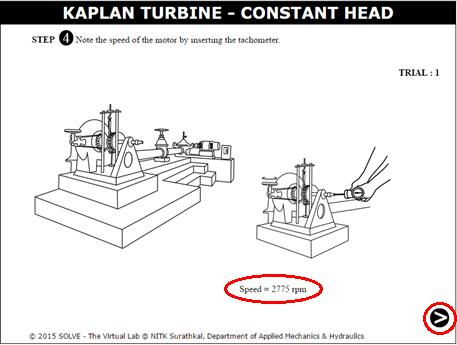 KAPLAN TURBINE - CONSTANT HEAD
STEP 4 Note the speed of the motor by inserting the tachometer.
TRIAL : 1
Speed = 2775 rpm
>
© 2015 SOLVE - The Virtual Lab @ NITK Surathkal, Department of Applied Mechanics & Hydraulics